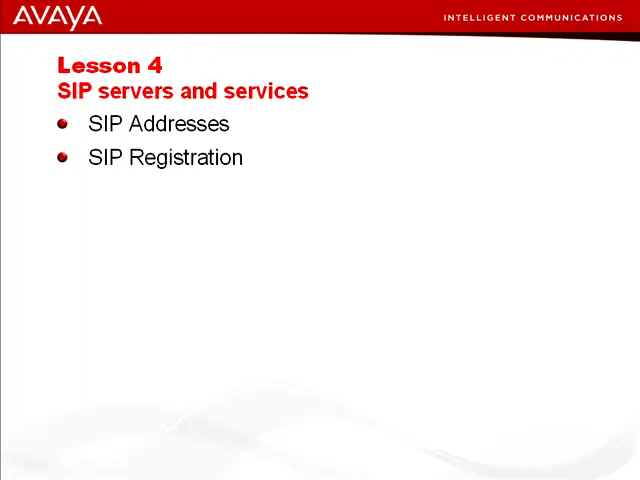 AVAYA
INTELLIGENT COMMUNICATIONS
Lesson 4
SIP servers and services
SIP Addresses
SIP Registration